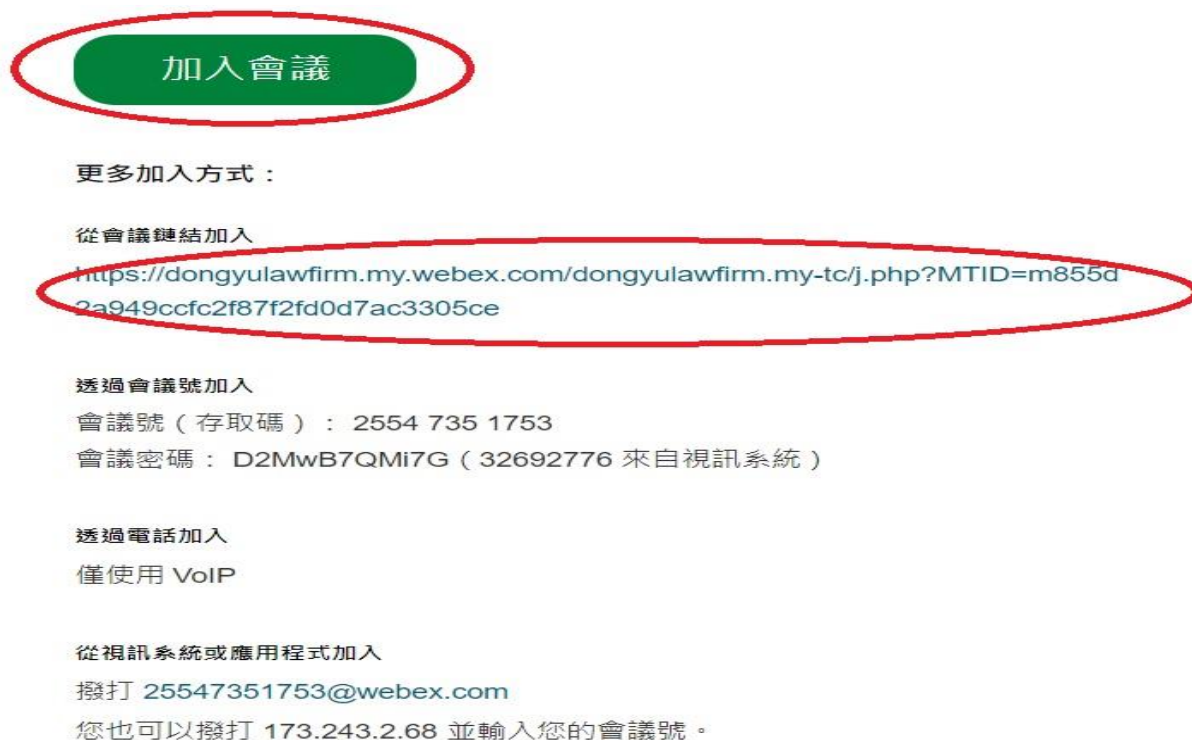 加入會議
更多加入方式：
從會議鏈結加入
https://dongyulawfirm.my.webex.com/dongyulawfirm.my-tc/j.php?MTID=m855d
2a949ccfc2f87f2fd0d7ac3305ce
透過會議號加入
會議號（存取碼）： 2554 735 1753
會議密碼： D2MwB7QMi7G（32692776 來自視訊系統）
透過電話加入
僅使用 VoIP
從視訊系統或應用程式加入
撥打 25547351753@webex.com
您也可以撥打 173.243.2.68 並輸入您的會議號。